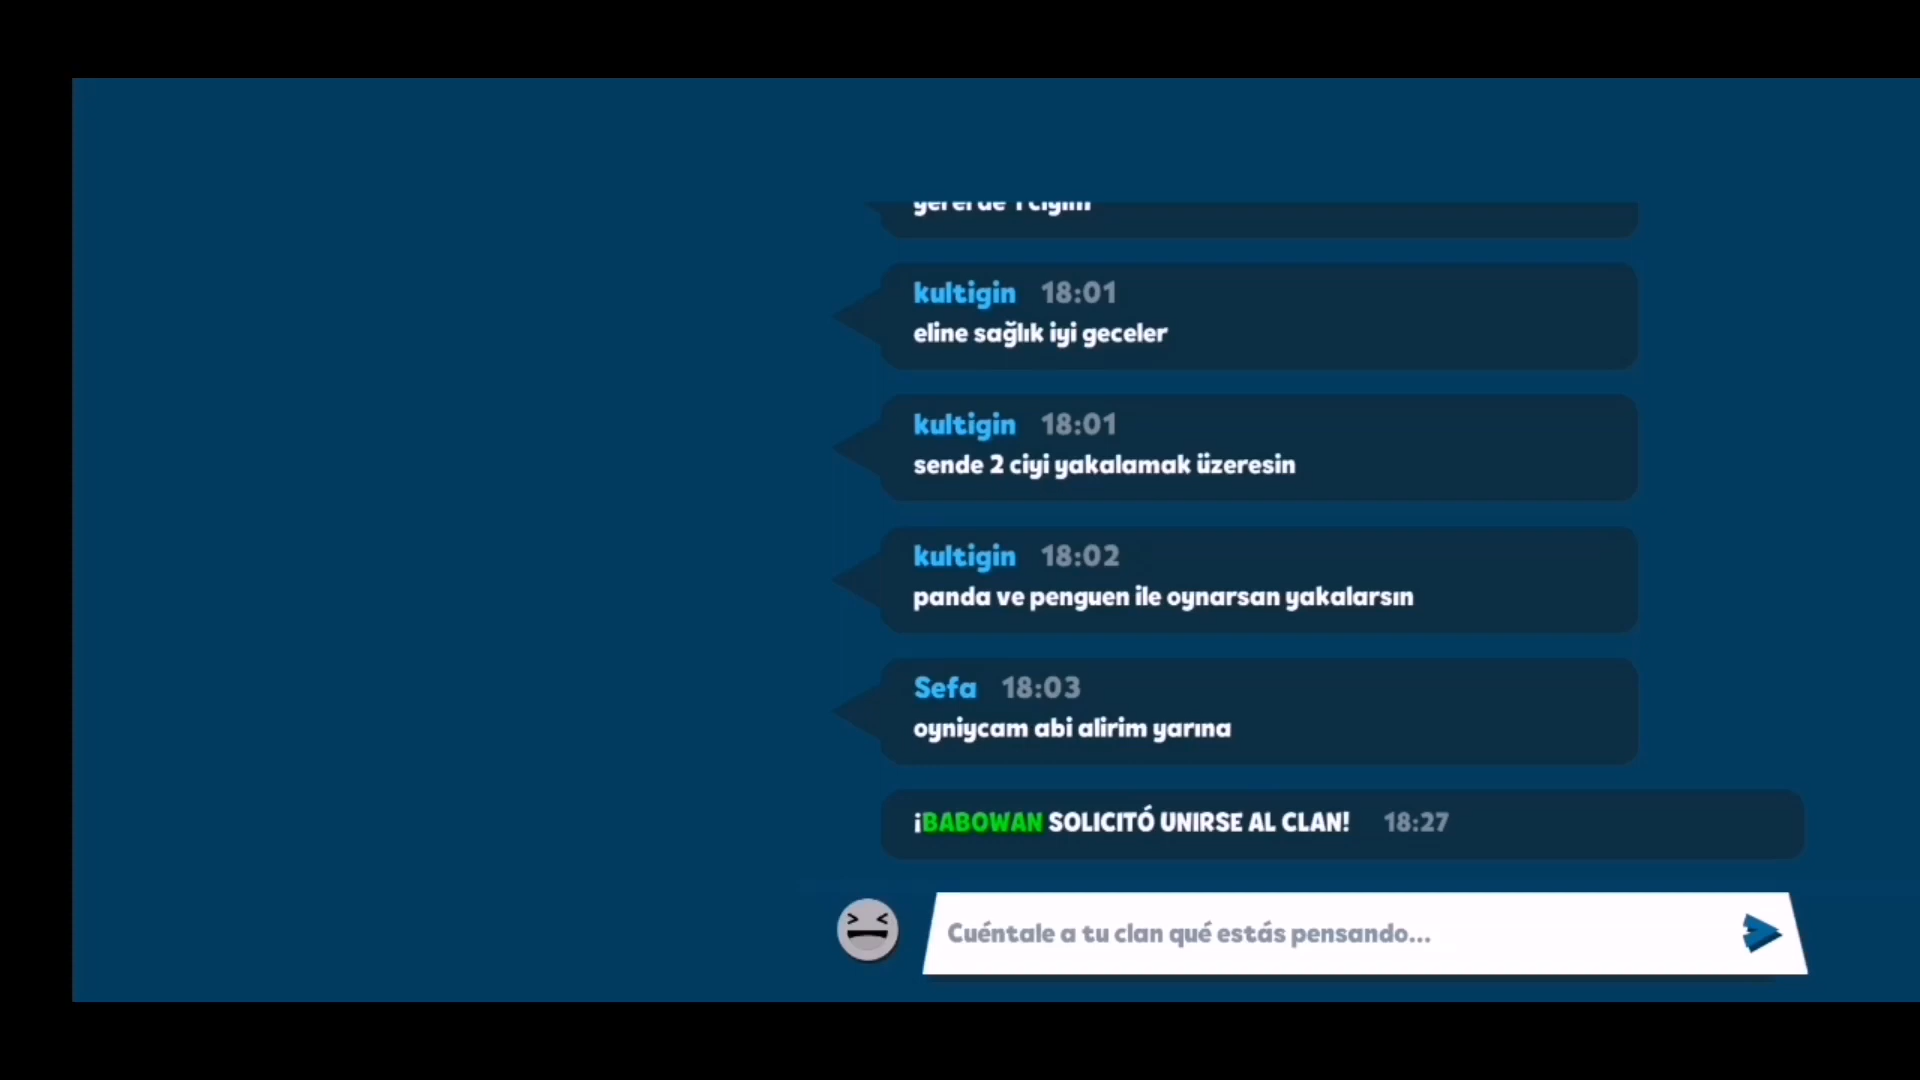 kultigin 18:01
eline sağlık iyi geceler
kultigin 18:01
sende 2 ciyi yakalamak üzeresin
kultigin 18:02
panda ve penguen ile oynarsan yakalarsın
Sefa 18:03
oyniycam abi alirim yarına
¡BABOWAN SOLICITÓ UNIRSE AL CLAN! 18:27
Cuéntale a tu clan qué estás pensando...